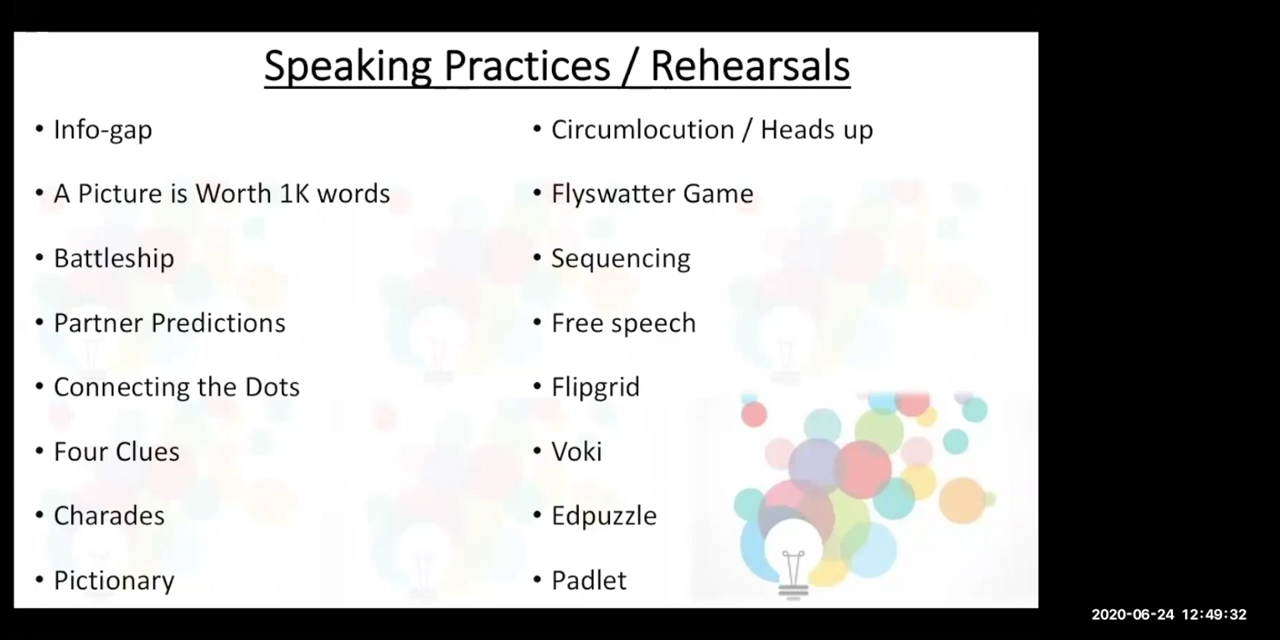 Speaking Practices / Rehearsals
• Info-gap
• A Picture is Worth 1K words
• Battleship
• Partner Predictions
• Connecting the Dots
• Four Clues
• Charades
• Pictionary
• Circumlocution / Heads up
• Flyswatter Game
• Sequencing
• Free speech
• Flipgrid
• Voki
• Edpuzzle
• Padlet
2020-06-24 12:49:32